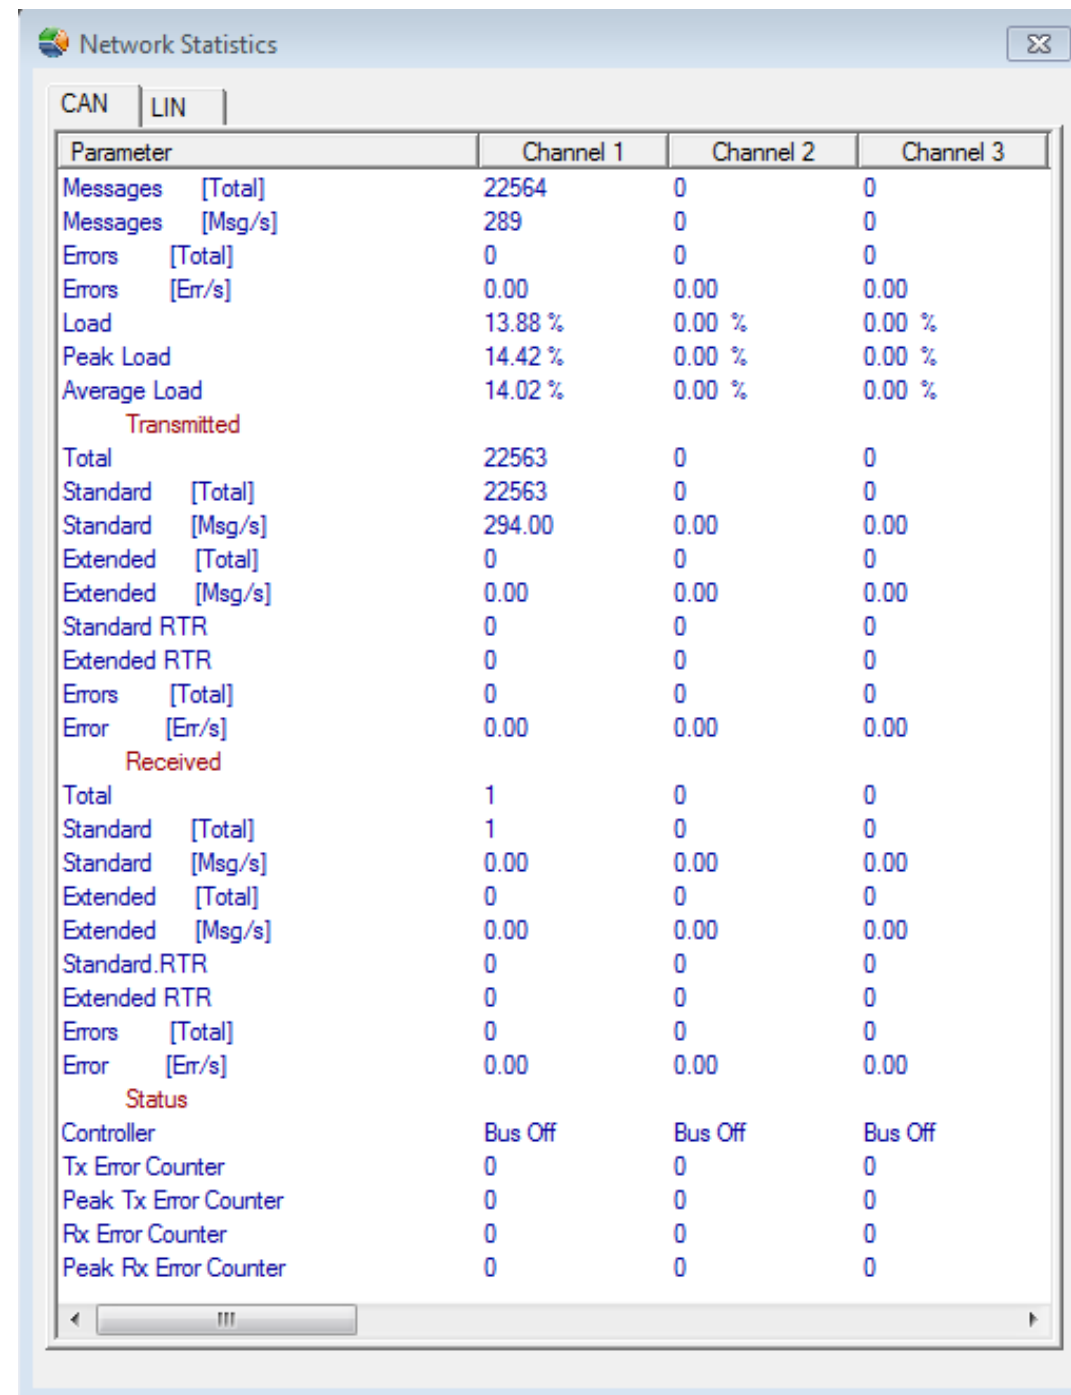 Network Statistics
CAN LIN
Parameter Channel 1 Channel 2 Channel 3
Messages [Total] 22564 0 0
Messages [Msg/s] 289 0 0
Errors [Total] 0 0 0
Errors [Err/s] 0.00 0.00 0.00
Load 13.88 % 0.00 % 0.00 %
Peak Load 14.42 % 0.00 % 0.00 %
Average Load 14.02 % 0.00 % 0.00 %
Transmitted
Total 22563 0 0
Standard [Total] 22563 0 0
Standard [Msg/s] 294.00 0.00 0.00
Extended [Total] 0 0 0
Extended [Msg/s] 0.00 0.00 0.00
Standard RTR 0 0 0
Extended RTR 0 0 0
Errors [Total] 0 0 0
Error [Err/s] 0.00 0.00 0.00
Received
Total 1 0 0
Standard [Total] 1 0 0
Standard [Msg/s] 0.00 0.00 0.00
Extended [Total] 0 0 0
Extended [Msg/s] 0.00 0.00 0.00
Standard.RTR 0 0 0
Extended RTR 0 0 0
Errors [Total] 0 0 0
Error [Err/s] 0.00 0.00 0.00
Status
Controller Bus Off Bus Off Bus Off
Tx Error Counter 0 0 0
Peak Tx Error Counter 0 0 0
Rx Error Counter 0 0 0
Peak Rx Error Counter 0 0 0